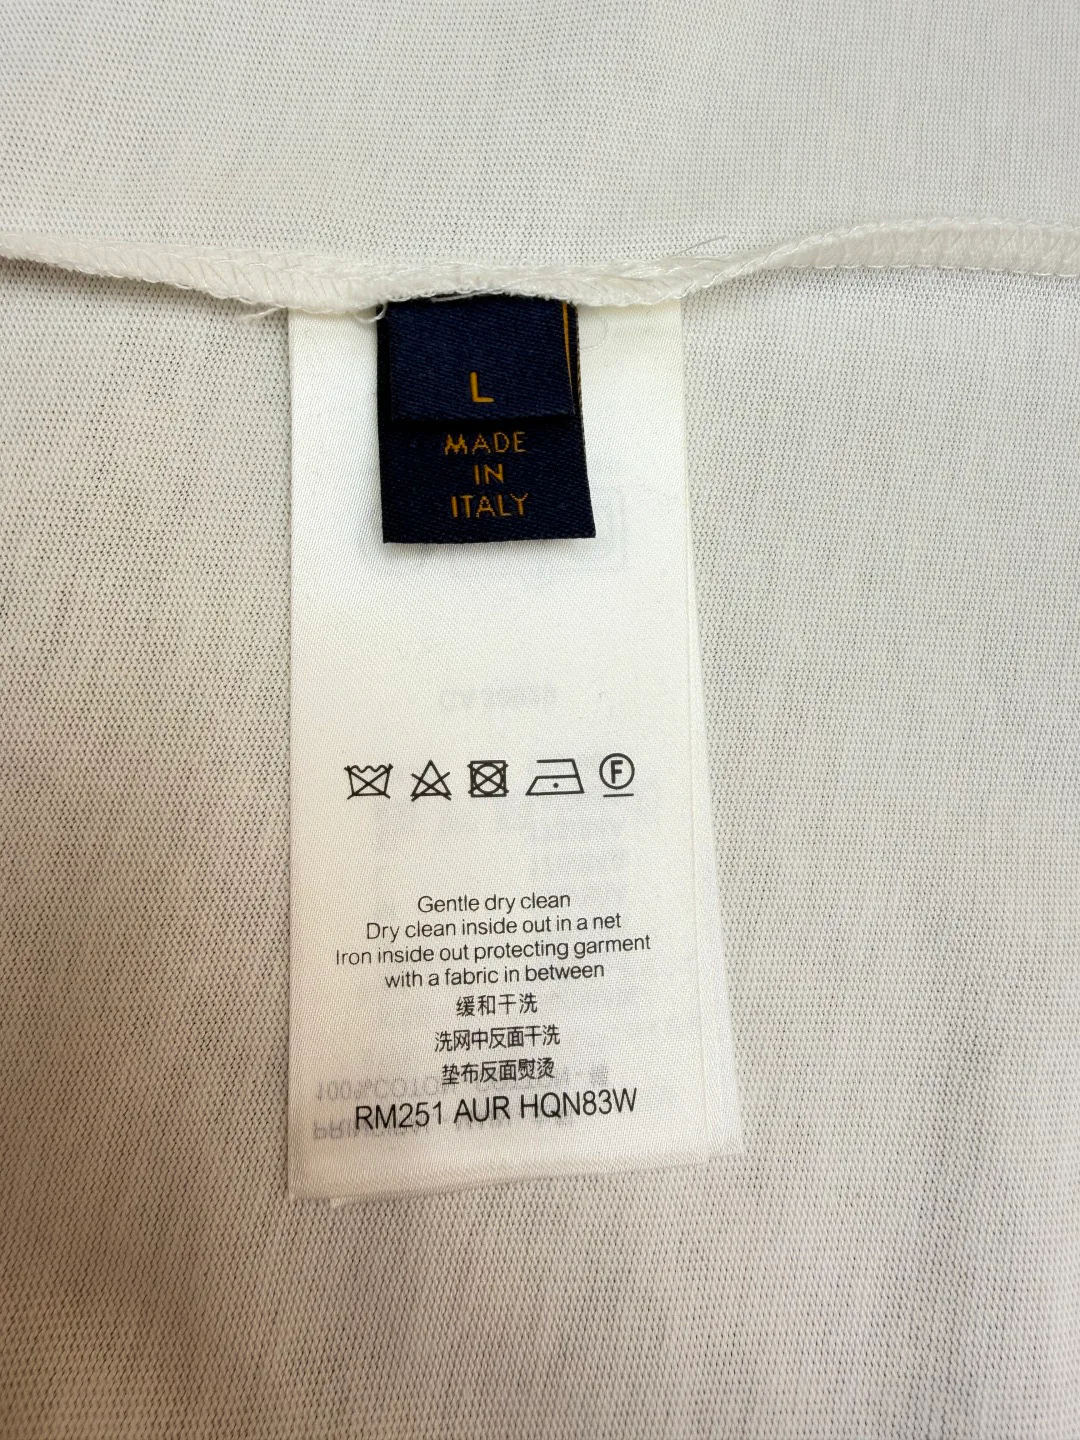 L
MADE
IN
ITALY
F
Gentle dry clean
Dry clean inside out in a net
Iron inside out protecting garment
with a fabric in between
缓和干洗
洗网中反面干洗
垫布反面熨烫
RM251 AUR HQN83W